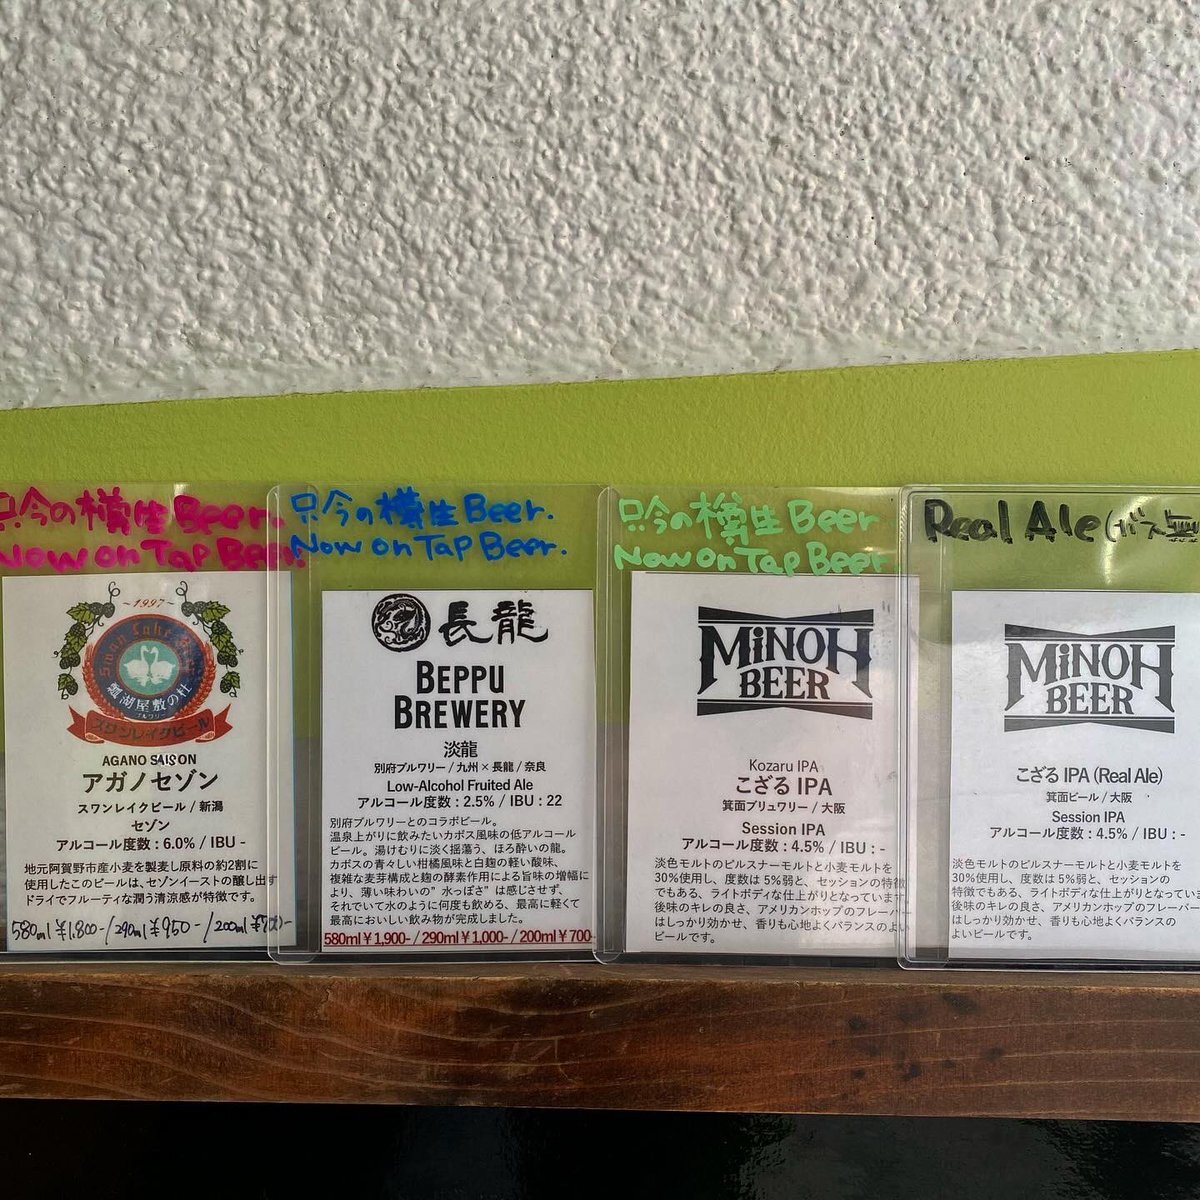 只今の樽生Beer.
Now on Tap Beer.
~1997~
Swan Lake Beer
瓢湖屋敷の杜
ブルワリー
スワンレイクビール
AGANO SAISON
アガノセゾン
スワンレイクビール / 新潟
セゾン
アルコール度数 : 6.0% / IBU -
地元阿賀野市産小麦を製麦し原料の約2割に
使用したこのビールは、セゾンイーストの醸し出す
ドライでフルーティな潤う清涼感が特徴です。
580ml ¥1,800-/290ml ¥950-/200ml ¥700-
只今の樽生Beer.
Now on Tap Beer.
長龍
BEPPU
BREWERY
淡龍
別府ブルワリー / 九州 × 長龍 / 奈良
Low-Alcohol Fruited Ale
アルコール度数 : 2.5% / IBU : 22
別府ブルワリーとのコラボビール。
温泉上がりに飲みたいカボス風味の低アルコール
ビール。湯けむりに淡く揺蕩う、ほろ酔いの龍。
カボスの青々しい柑橘風味と白麹の軽い酸味、
複雑な麦芽構成と麹の酵素作用による旨味の増幅
により、薄い味わいの" 水っぽさ" は感じさせず、
それでいて水のように何度も飲める、最高に軽くて
最高においしい飲み物が完成しました。
580ml ¥ 1,900- / 290ml ¥ 1,000- / 200ml ¥ 700-
只今の樽生Beer
Now on Tap Beer
MiNOH
BEER
Kozaru IPA
こざる IPA
箕面ブリュワリー / 大阪
Session IPA
アルコール度数 : 4.5% / IBU : -
淡色モルトのピルスナーモルトと小麦モルトを
30%使用し、度数は 5%弱と、セッションの特徴
でもある、ライトボディな仕上がりとなっています
後味のキレの良さ、アメリカンホップのフレーバー
はしっかり効かせ、香りも心地よくバランスのよい
ビールです。
Real Ale (ガス無
MiNOH
BEER
こざる IPA (Real Ale)
箕面ビール / 大阪
Session IPA
アルコール度数 : 4.5% / IBU : -
淡色モルトのピルスナーモルトと小麦モルトを
30%使用し、度数は 5%弱と、セッションの
特徴でもある、ライトボディな仕上がりとなっています
後味のキレの良さ、アメリカンホップのフレーバー
はしっかり効かせ、香りも心地よくバランスの
よいビールです。